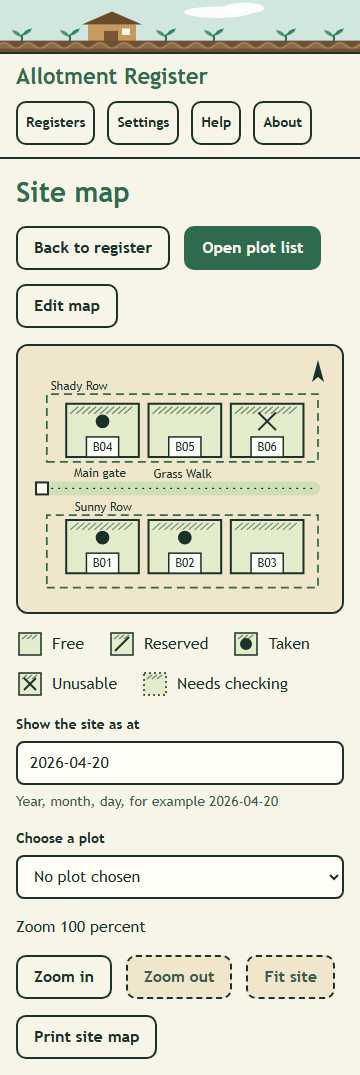 Allotment Register
Registers Settings Help About
Site map
Back to register Open plot list
Edit map
Shady Row
B04 B05 B06
Main gate Grass Walk
Sunny Row
B01 B02 B03
Free Reserved Taken
Unusable Needs checking
Show the site as at
2026-04-20
Year, month, day, for example 2026-04-20
Choose a plot
No plot chosen
Zoom 100 percent
Zoom in Zoom out Fit site
Print site map